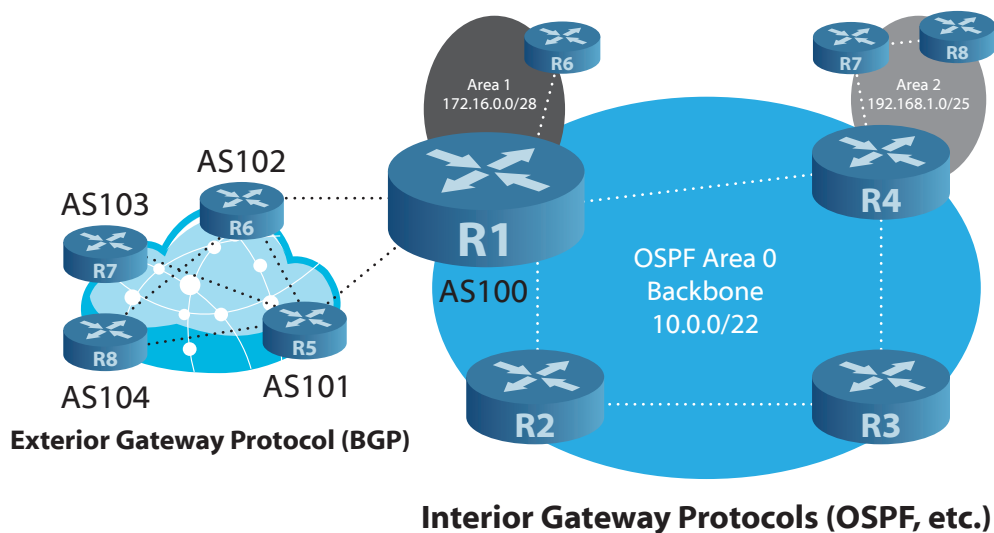 R6
R7
R8
Area 1
172.16.0.0/28
Area 2
192.168.1.0/25
AS102
AS103
R6
R1
R4
R7
OSPF Area 0
Backbone
10.0.0/22
AS100
R8
R5
AS104
AS101
R2
R3
Exterior Gateway Protocol (BGP)
Interior Gateway Protocols (OSPF, etc.)